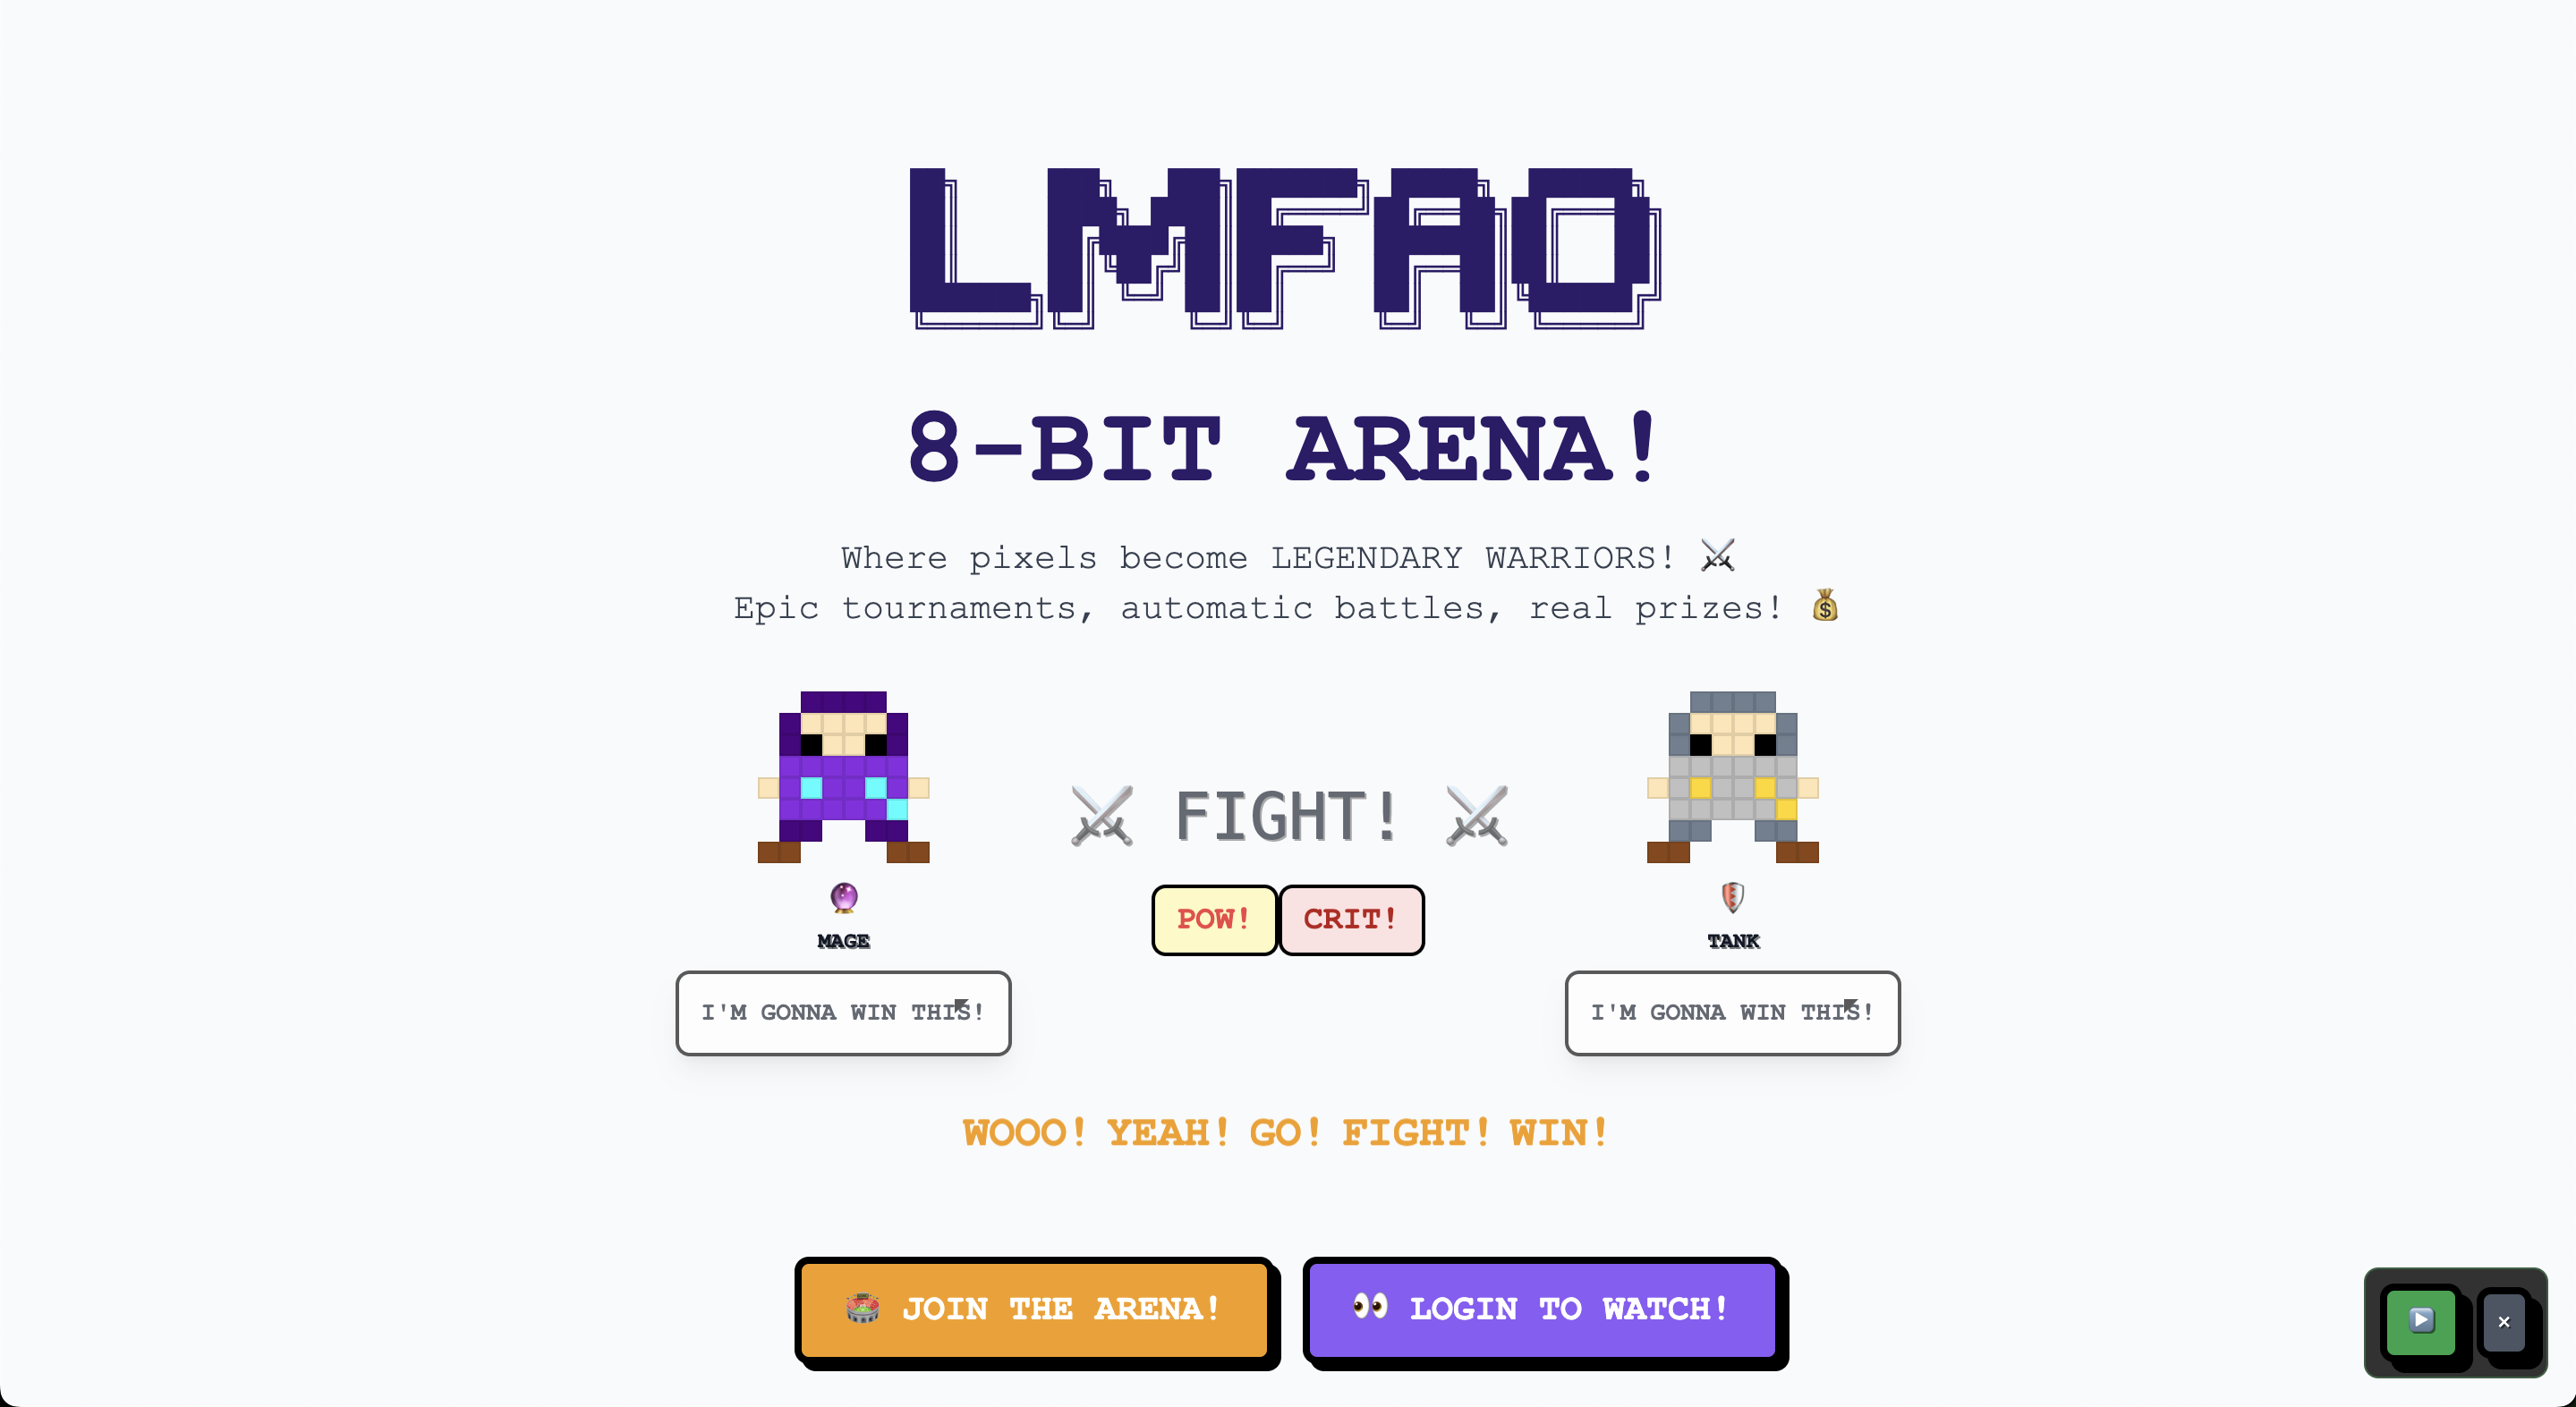 LMFAO
8-BIT ARENA!
Where pixels become LEGENDARY WARRIORS! ⚔️
Epic tournaments, automatic battles, real prizes! 💰
⚔️ FIGHT! ⚔️
POW! CRIT!
MAGE
TANK
I'M GONNA WIN THIS!
I'M GONNA WIN THIS!
WOOO! YEAH! GO! FIGHT! WIN!
🏟️ JOIN THE ARENA!
👀 LOGIN TO WATCH!
×